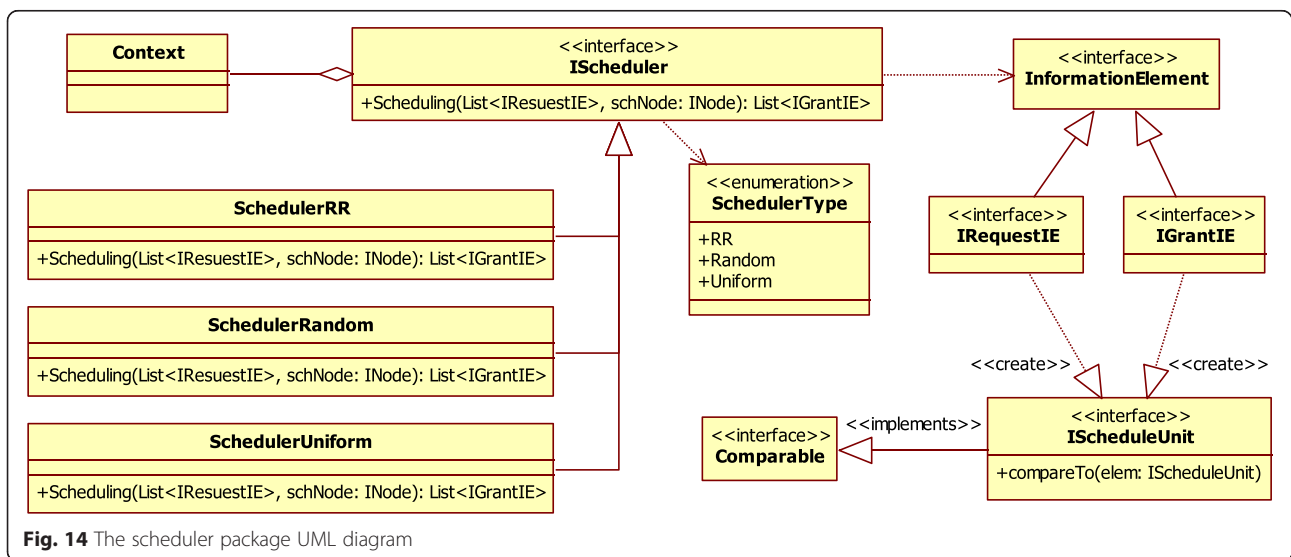 Context
<<interface>>
IScheduler
+Scheduling(List<IResuestIE>, schNode: INode): List<IGrantIE>
<<interface>>
InformationElement
<<enumeration>>
SchedulerType
+RR
+Random
+Uniform
SchedulerRR
+Scheduling(List<IResuestIE>, schNode: INode): List<IGrantIE>
<<interface>>
IRequestIE
<<interface>>
IGrantIE
SchedulerRandom
+Scheduling(List<IResuestIE>, schNode: INode): List<IGrantIE>
<<create>>
<<create>>
SchedulerUniform
+Scheduling(List<IResuestIE>, schNode: INode): List<IGrantIE>
<<interface>>
Comparable
<<implements>>
<<interface>>
IScheduleUnit
+compareTo(elem: IScheduleUnit)
Fig. 14 The scheduler package UML diagram